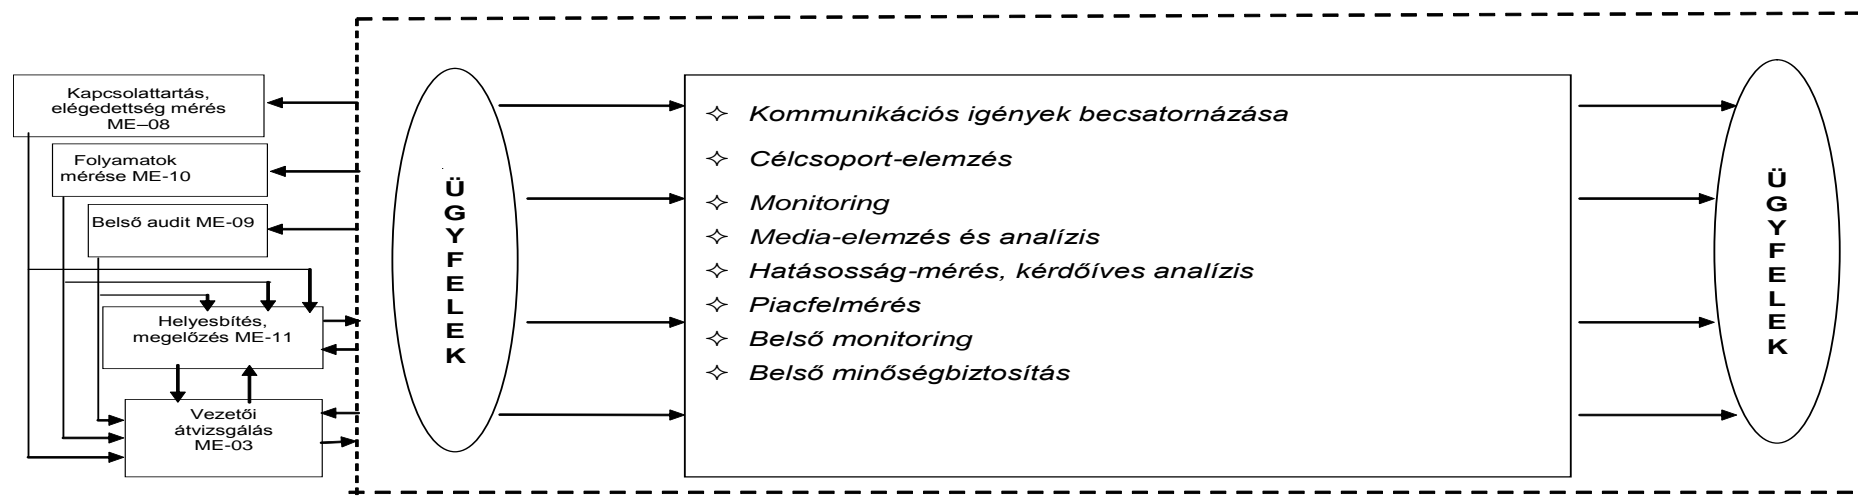 Kapcsolattartás,
elégedettség mérés
ME–08
Folyamatok
mérése ME-10
Belső audit ME-09
Helyesbítés,
megelőzés ME-11
Vezetői
átvizsgálás
ME-03
ÜGYFELEK
Kommunikációs igények becsatornázása
Célcsoport-elemzés
Monitoring
Media-elemzés és analízis
Hatásosság-mérés, kérdőíves analízis
Piacfelmérés
Belső monitoring
Belső minőségbiztosítás
ÜGYFELEK